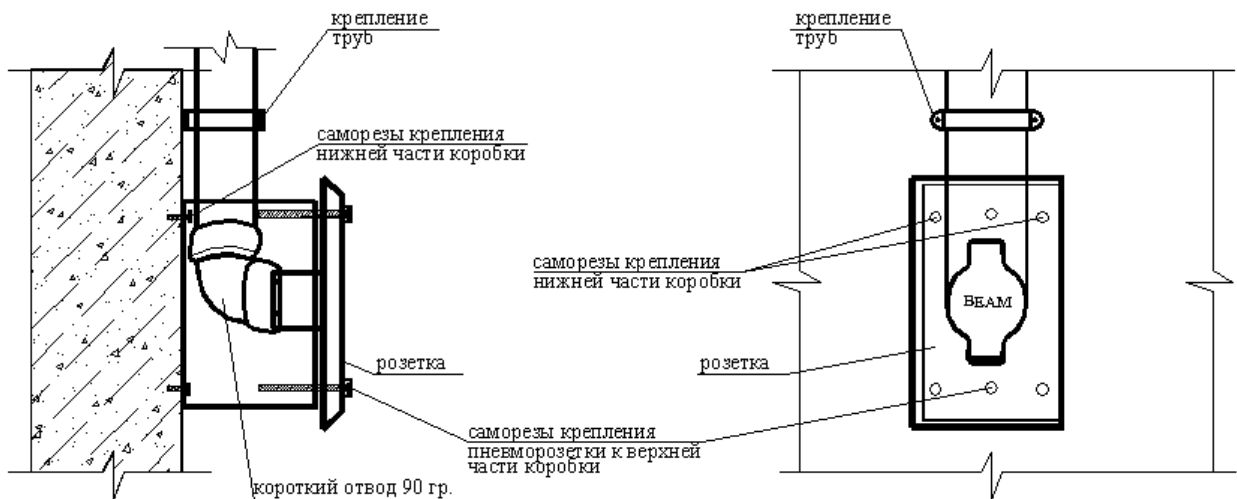 крепление
труб
крепление
труб
саморезы крепления
нижней части коробки
саморезы крепления
нижней части коробки
BEAM
розетка
розетка
саморезы крепления
пневморозетки к верхней
части коробки
короткий отвод 90 гр.